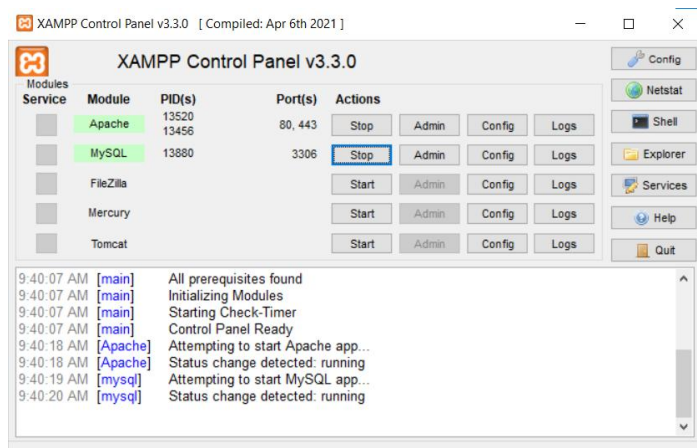 XAMPP Control Panel v3.3.0 [ Compiled: Apr 6th 2021 ]
XAMPP Control Panel v3.3.0
Config
Modules
Service Module PID(s) Port(s) Actions
Netstat
Apache 13520 13456 80, 443 Stop Admin Config Logs
Shell
MySQL 13880 3306 Stop Admin Config Logs
Explorer
FileZilla Start Admin Config Logs
Services
Mercury Start Admin Config Logs
Help
Tomcat Start Admin Config Logs
Quit
9:40:07 AM [main] All prerequisites found
9:40:07 AM [main] Initializing Modules
9:40:07 AM [main] Starting Check-Timer
9:40:07 AM [main] Control Panel Ready
9:40:18 AM [Apache] Attempting to start Apache app...
9:40:18 AM [Apache] Status change detected: running
9:40:19 AM [mysql] Attempting to start MySQL app...
9:40:20 AM [mysql] Status change detected: running